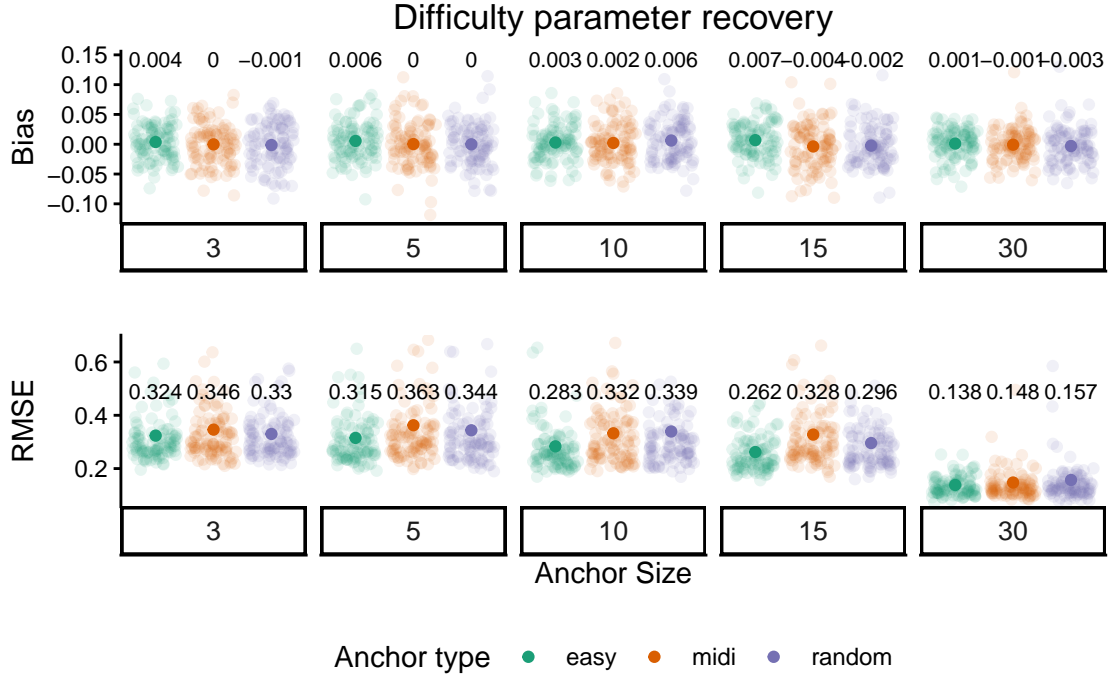 Difficulty parameter recovery
Bias
0.15
0.10
0.05
0.00
−0.05
−0.10
0.004 0 −0.001 0.006 0 0 0.003 0.002 0.006 0.007 −0.004 −0.002 0.001 −0.001 −0.003
3 5 10 15 30
RMSE
0.6
0.4
0.2
0.324 0.346 0.33 0.315 0.363 0.344 0.283 0.332 0.339 0.262 0.328 0.296 0.138 0.148 0.157
3 5 10 15 30
Anchor Size
Anchor type easy midi random